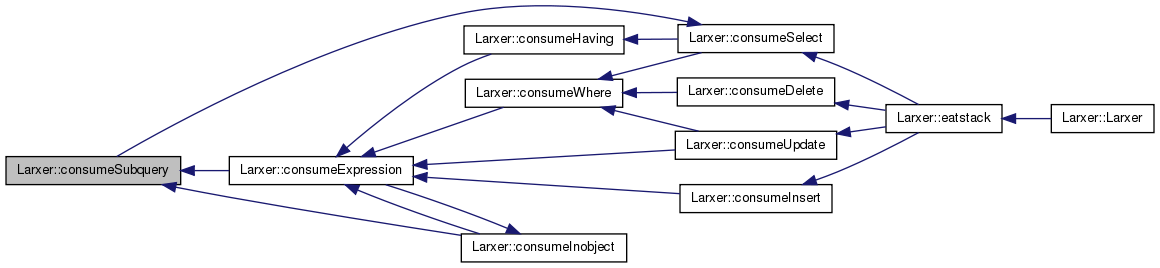 Larxer::consumeHaving
Larxer::consumeSelect
Larxer::consumeWhere
Larxer::consumeDelete
Larxer::eatstack
Larxer::Larxer
Larxer::consumeUpdate
Larxer::consumeSubquery
Larxer::consumeExpression
Larxer::consumeInsert
Larxer::consumeInobject